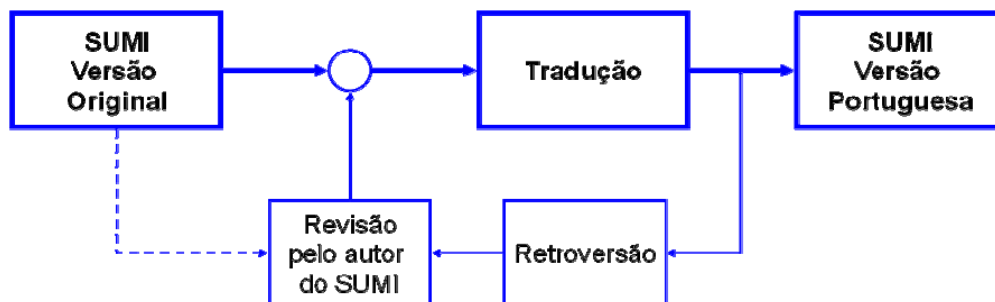 SUMI
Versão
Original
Tradução
SUMI
Versão
Portuguesa
Revisão
pelo autor
do SUMI
Retroversão